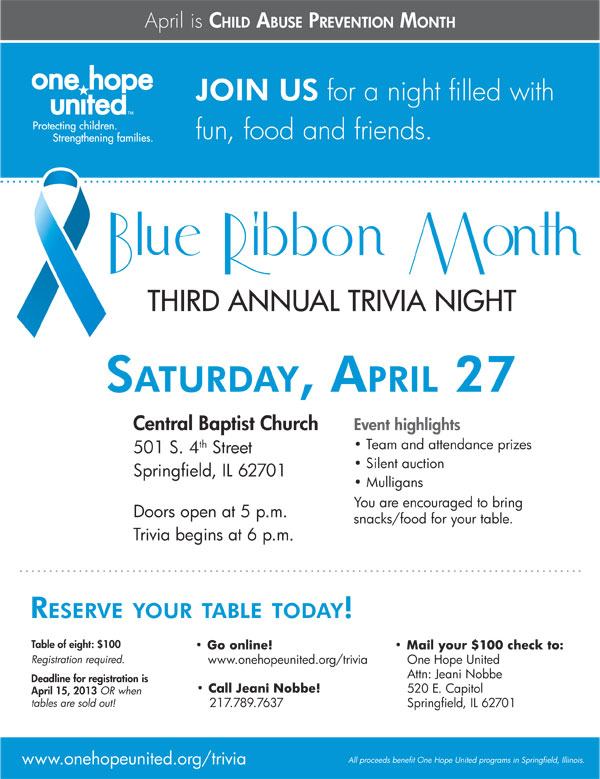 April is Child Abuse Prevention Month
one hope
united™
Protecting children.
Strengthening families.
JOIN US for a night filled with
fun, food and friends.
Blue Ribbon Month
THIRD ANNUAL TRIVIA NIGHT
Saturday, April 27
Central Baptist Church
501 S. 4th Street
Springfield, IL 62701
Doors open at 5 p.m.
Trivia begins at 6 p.m.
Event highlights
• Team and attendance prizes
• Silent auction
• Mulligans
You are encouraged to bring
snacks/food for your table.
Reserve your table today!
Table of eight: $100
Registration required.
Deadline for registration is
April 15, 2013 OR when
tables are sold out!
• Go online!
www.onehopeunited.org/trivia
• Call Jeani Nobbe!
217.789.7637
• Mail your $100 check to:
One Hope United
Attn: Jeani Nobbe
520 E. Capitol
Springfield, IL 62701
www.onehopeunited.org/trivia
All proceeds benefit One Hope United programs in Springfield, Illinois.